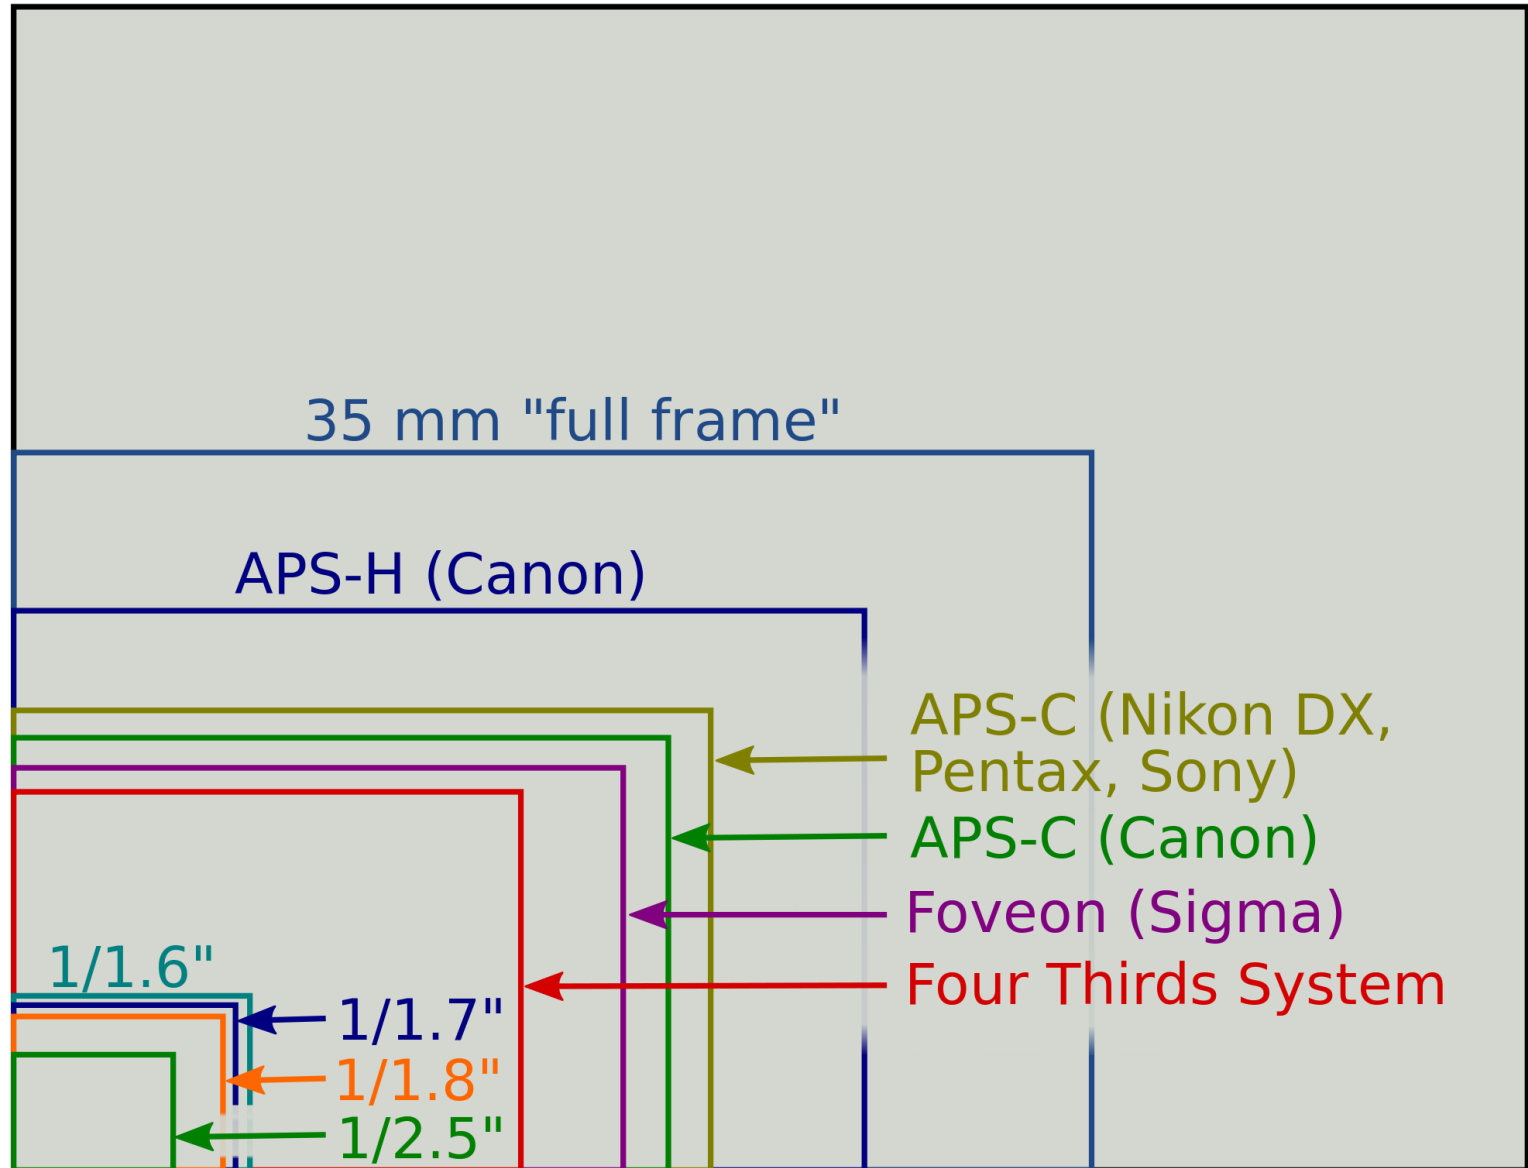 35 mm "full frame"
APS-H (Canon)
APS-C (Nikon DX,
Pentax, Sony)
APS-C (Canon)
Foveon (Sigma)
Four Thirds System
1/1.6"
1/1.7"
1/1.8"
1/2.5"